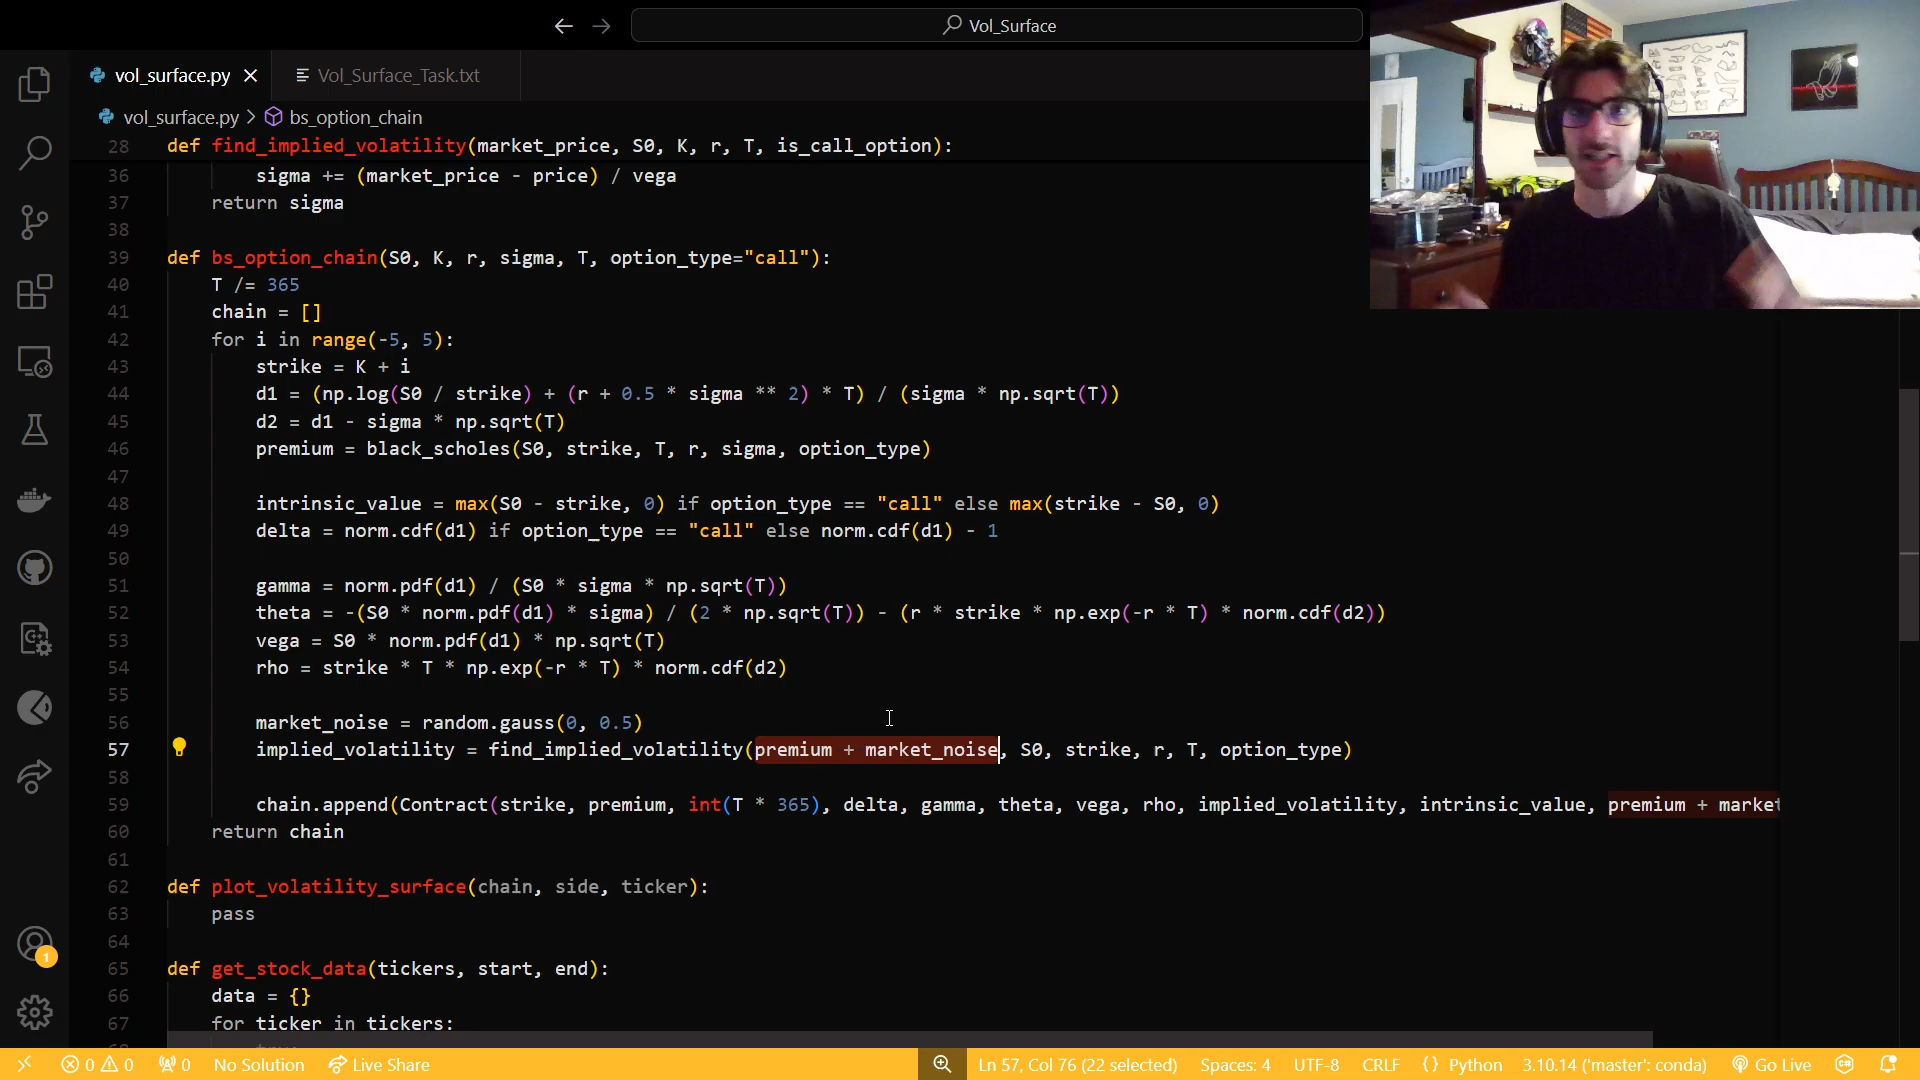 Vol_Surface
vol_surface.py
Vol_Surface_Task.txt
vol_surface.py > bs_option_chain
28 def find_implied_volatility(market_price, S0, K, r, T, is_call_option):
36 sigma += (market_price - price) / vega
37 return sigma
38
39 def bs_option_chain(S0, K, r, sigma, T, option_type="call"):
40 T /= 365
41 chain = []
42 for i in range(-5, 5):
43 strike = K + i
44 d1 = (np.log(S0 / strike) + (r + 0.5 * sigma ** 2) * T) / (sigma * np.sqrt(T))
45 d2 = d1 - sigma * np.sqrt(T)
46 premium = black_scholes(S0, strike, T, r, sigma, option_type)
47
48 intrinsic_value = max(S0 - strike, 0) if option_type == "call" else max(strike - S0, 0)
49 delta = norm.cdf(d1) if option_type == "call" else norm.cdf(d1) - 1
50
51 gamma = norm.pdf(d1) / (S0 * sigma * np.sqrt(T))
52 theta = -(S0 * norm.pdf(d1) * sigma) / (2 * np.sqrt(T)) - (r * strike * np.exp(-r * T) * norm.cdf(d2))
53 vega = S0 * norm.pdf(d1) * np.sqrt(T)
54 rho = strike * T * np.exp(-r * T) * norm.cdf(d2)
55
56 market_noise = random.gauss(0, 0.5)
57 implied_volatility = find_implied_volatility(premium + market_noise, S0, strike, r, T, option_type)
58
59 chain.append(Contract(strike, premium, int(T * 365), delta, gamma, theta, vega, rho, implied_volatility, intrinsic_value, premium + market
60 return chain
61
62 def plot_volatility_surface(chain, side, ticker):
63 pass
64
65 def get_stock_data(tickers, start, end):
66 data = {}
67 for ticker in tickers:
1
0 0 0 No Solution Live Share Ln 57, Col 76 (22 selected) Spaces: 4 UTF-8 CRLF {} Python 3.10.14 ('master': conda) Go Live